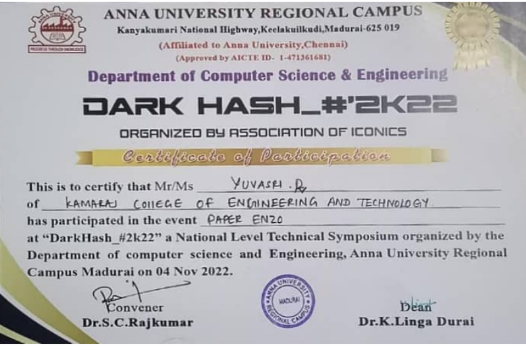 ANNA UNIVERSITY REGIONAL CAMPUS
Kanyakumari National Highway,Keelakuilkudi,Madurai-625 019
(Affiliated to Anna University,Chennai)
(Approved by AICTE ID- 1-471361681)
Department of Computer Science & Engineering
DARK HASH_#'2K22
ORGANIZED BY ASSOCIATION OF ICONICS
Certificate of Participation
This is to certify that Mr/Ms YUVASRI .R
of KAMARAJ COllEGE OF ENGINEERING AND TECHNOLOGY
has participated in the event PAPER ENZO
at “DarkHash_#2k22” a National Level Technical Symposium organized by the
Department of computer science and Engineering, Anna University Regional
Campus Madurai on 04 Nov 2022.
ANNA UNIVERSITY
MADURAI
REGIONAL CAMPUS
Convener
Dr.S.C.Rajkumar
Dean
Dr.K.Linga Durai